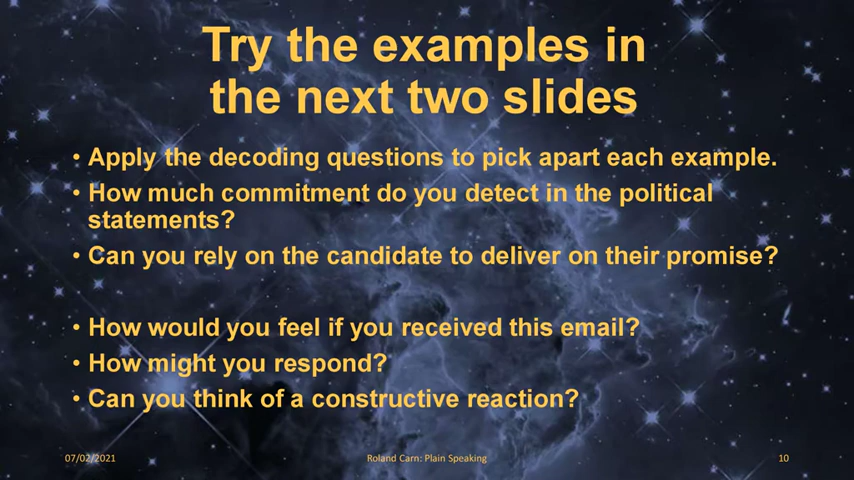 Try the examples in
the next two slides
• Apply the decoding questions to pick apart each example.
• How much commitment do you detect in the political
statements?
• Can you rely on the candidate to deliver on their promise?
• How would you feel if you received this email?
• How might you respond?
• Can you think of a constructive reaction?
07/02/2021 Roland Carn: Plain Speaking 10